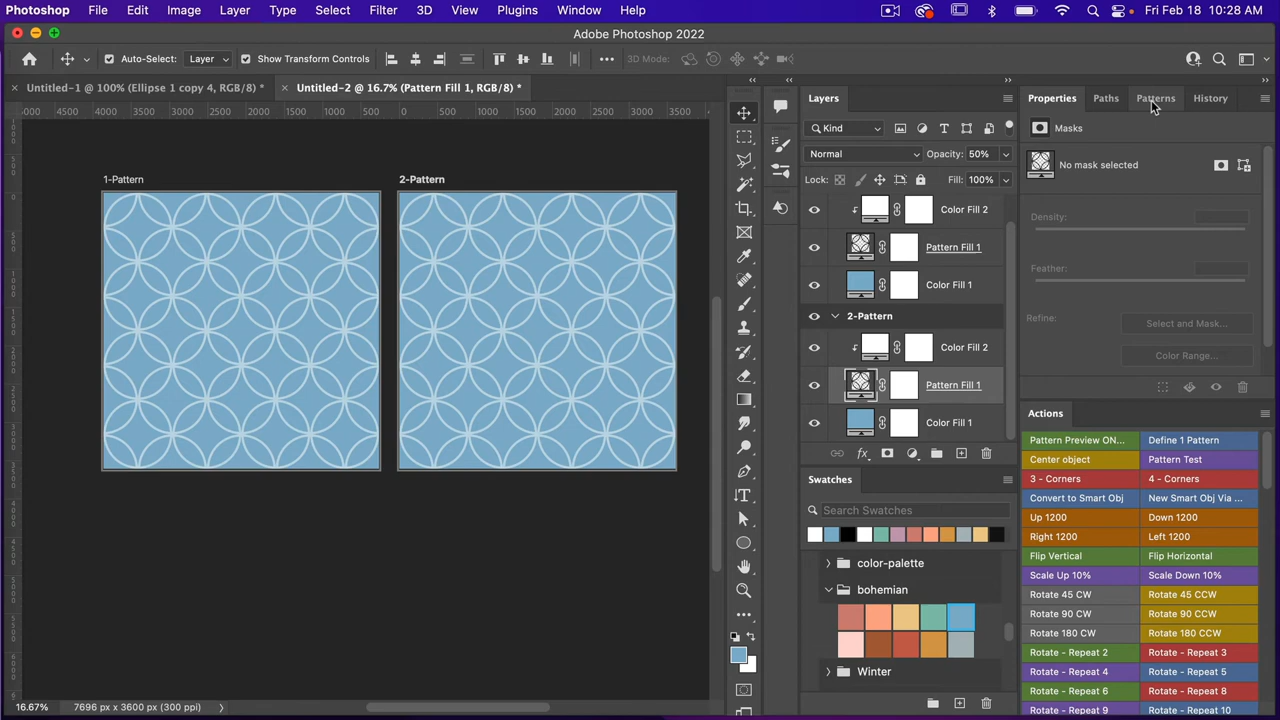 Photoshop File Edit Image Layer Type Select Filter 3D View Plugins Window Help Fri Feb 18 10:28 AM
Adobe Photoshop 2022
Auto-Select: Layer Show Transform Controls 3D Mode:
Untitled-1 @ 100% (Ellipse 1 copy 4, RGB/8) * Untitled-2 @ 16.7% (Pattern Fill 1, RGB/8) *
1-Pattern 2-Pattern
Layers
Kind
Normal Opacity: 50%
Lock: Fill: 100%
Color Fill 2
Pattern Fill 1
Color Fill 1
2-Pattern
Color Fill 2
Pattern Fill 1
Color Fill 1
Swatches
Search Swatches
color-palette
bohemian
Winter
Properties Paths Patterns History
Masks
No mask selected
Density:
Feather:
Refine: Select and Mask...
Color Range...
Actions
Pattern Preview ON... Define 1 Pattern
Center object Pattern Test
3 - Corners 4 - Corners
Convert to Smart Obj New Smart Obj Via ...
Up 1200 Down 1200
Right 1200 Left 1200
Flip Vertical Flip Horizontal
Scale Up 10% Scale Down 10%
Rotate 45 CW Rotate 45 CCW
Rotate 90 CW Rotate 90 CCW
Rotate 180 CW Rotate 180 CCW
Rotate - Repeat 2 Rotate - Repeat 3
Rotate - Repeat 4 Rotate - Repeat 5
Rotate - Repeat 6 Rotate - Repeat 8
Rotate - Repeat 9 Rotate - Repeat 10
16.67% 7696 px x 3600 px (300 ppi)